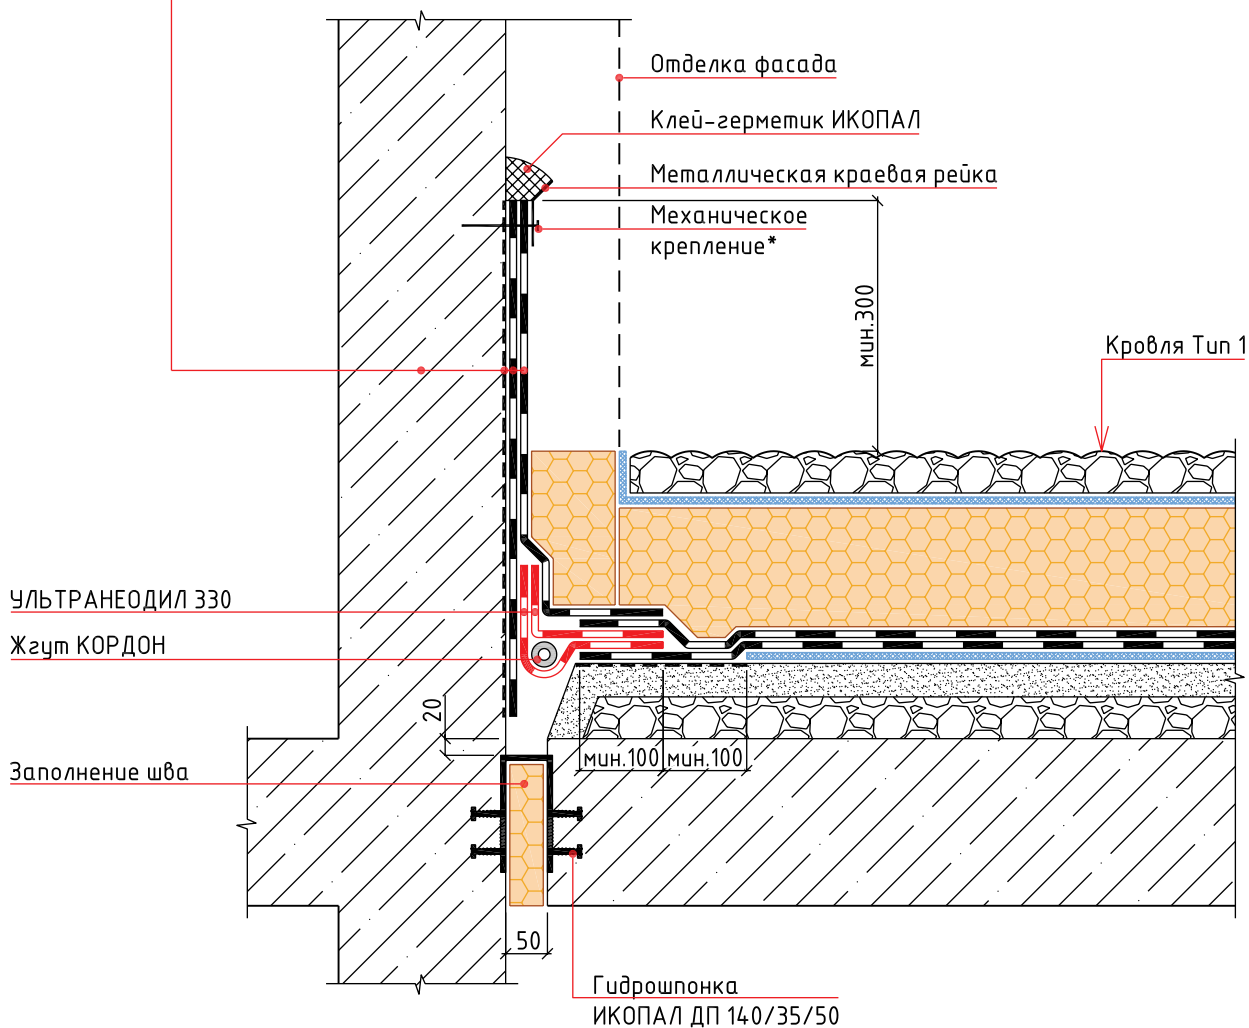 Отделка фасада
Клей-герметик ИКОПАЛ
Металлическая краевая рейка
Механическое
крепление*
мин.300
Кровля Тип 1
УЛЬТРАНЕОДИЛ 330
Жгут КОРДОН
20
мин.100 мин.100
Заполнение шва
50
Гидрошпонка
ИКОПАЛ ДП 140/35/50